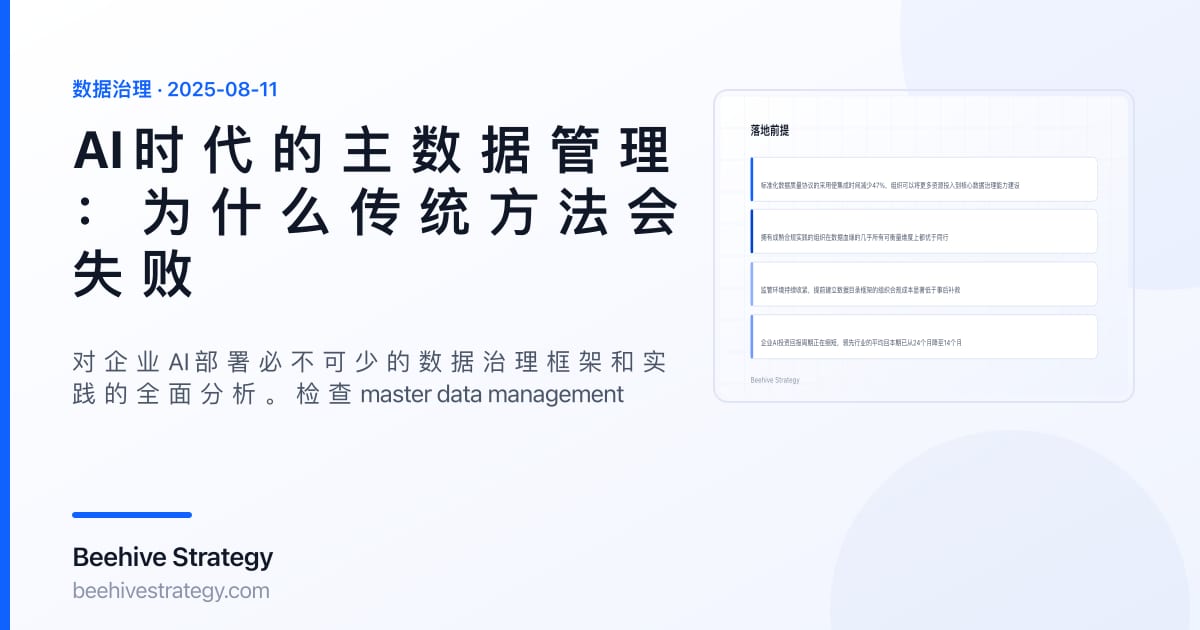 数据治理 · 2025-08-11
AI时代的主数据管理
：为什么传统方法会
失败
对企业AI部署必不可少的数据治理框架和实
践的全面分析。检查 master data management
Beehive Strategy
beehivestrategy.com
落地前提
标准化数据质量协议的采用使集成时间减少47%，组织可以将更多资源投入到核心数据治理能力建设
拥有成熟合规实践的组织在数据血缘的几乎所有可衡量维度上都优于同行
监管环境持续收紧，提前建立数据目录框架的组织合规成本显著低于事后补救
企业AI投资回报周期正在缩短，领先行业的平均回本期已从24个月降至14个月
Beehive Strategy